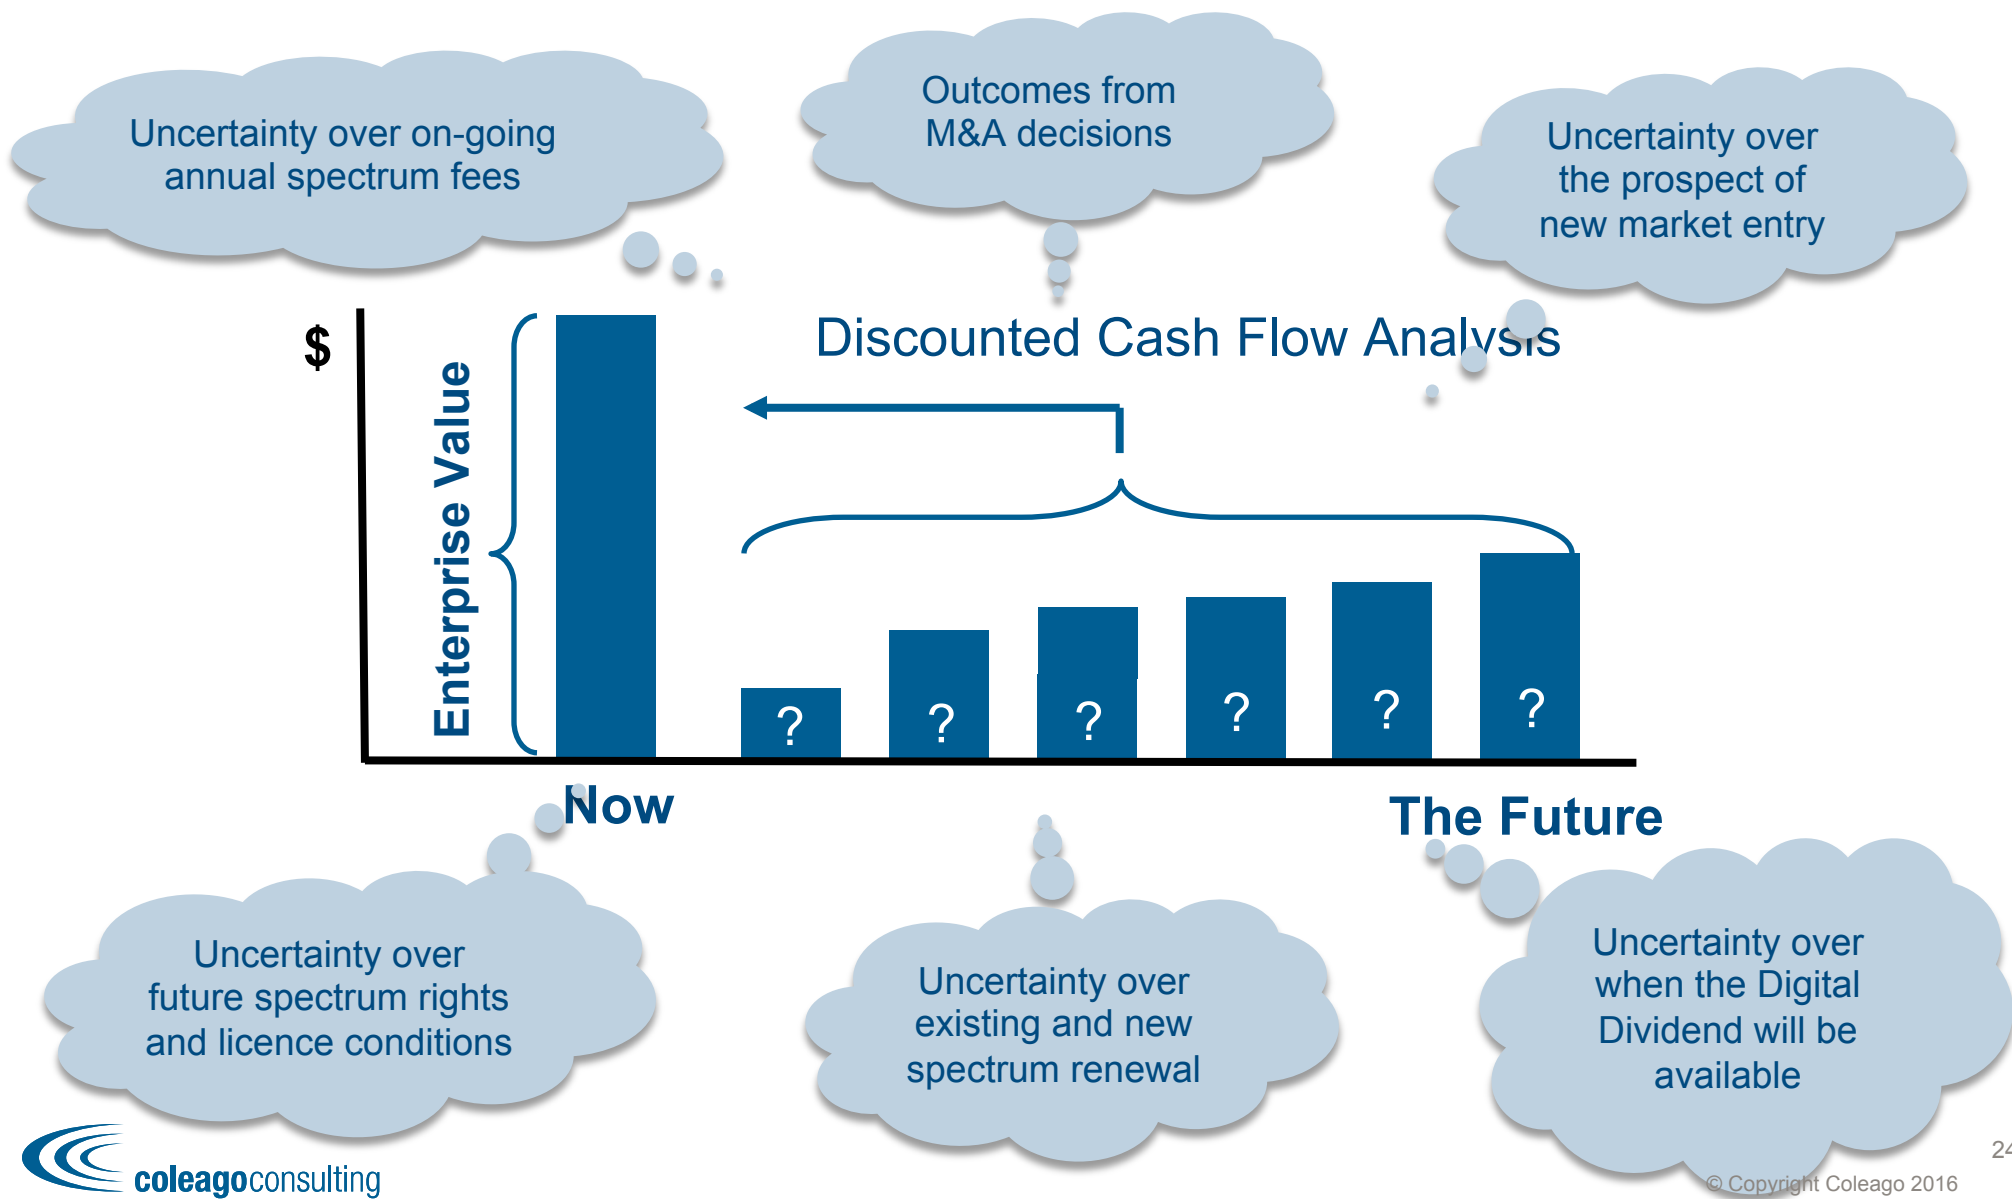 Uncertainty over on-going
annual spectrum fees
Outcomes from
M&A decisions
Uncertainty over
the prospect of
new market entry
$
Discounted Cash Flow Analysis
Enterprise Value
?
?
?
?
?
?
Now
The Future
Uncertainty over
future spectrum rights
and licence conditions
Uncertainty over
existing and new
spectrum renewal
Uncertainty over
when the Digital
Dividend will be
available
coleagoconsulting
24
© Copyright Coleago 2016